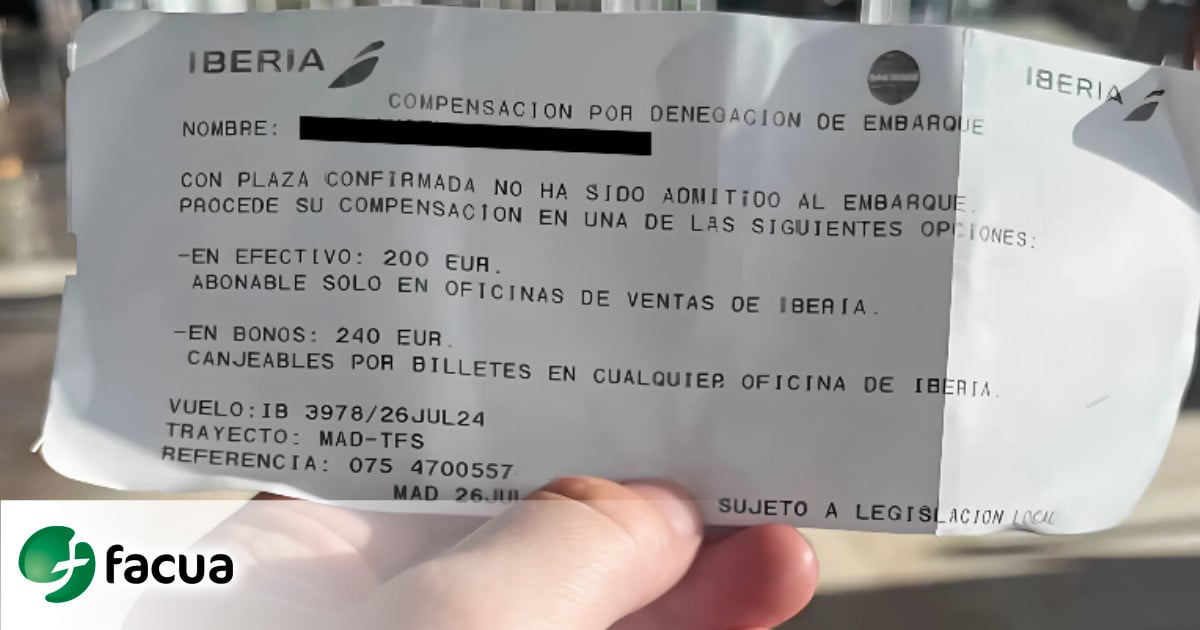 IBERIA
IBERIA
COMPENSACION POR DENEGACION DE EMBARQUE
NOMBRE:
CON PLAZA CONFIRMADA NO HA SIDO ADMITIDO AL EMBARQUE.
PROCEDE SU COMPENSACION EN UNA DE LAS SIGUIENTES OPCIONES:
-EN EFECTIVO: 200 EUR.
ABONABLE SOLO EN OFICINAS DE VENTAS DE IBERIA.
-EN BONOS: 240 EUR.
CANJEABLES POR BILLETES EN CUALQUIER OFICINA DE IBERIA.
VUELO:IB 3978/26JUL24
TRAYECTO: MAD-TFS
REFERENCIA: 075 4700557
MAD 26JUL
SUJETO A LEGISLACION LOCAL
facua